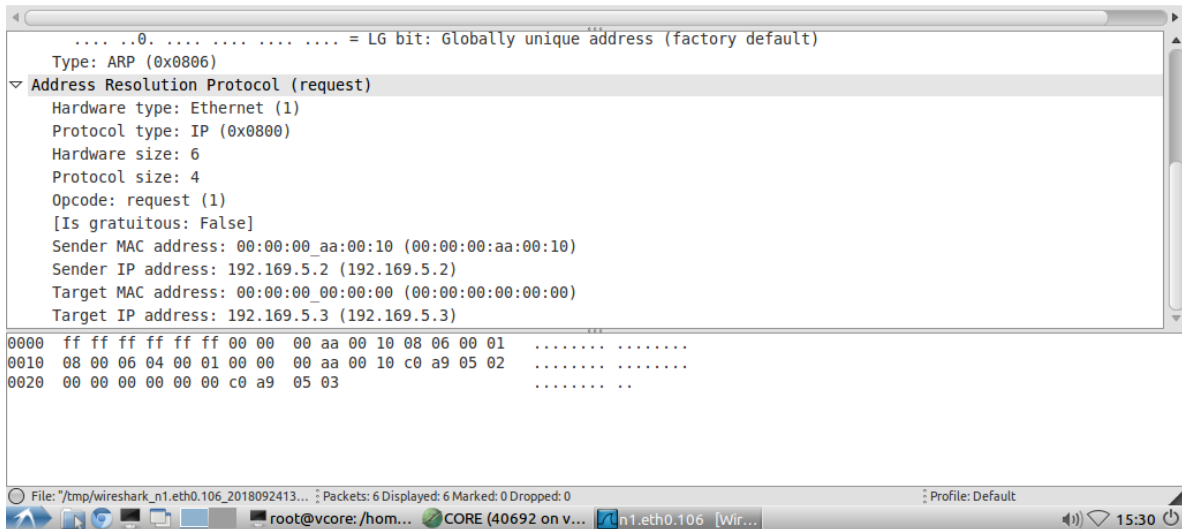 .... ..0. .... .... .... .... = LG bit: Globally unique address (factory default)
Type: ARP (0x0806)
Address Resolution Protocol (request)
Hardware type: Ethernet (1)
Protocol type: IP (0x0800)
Hardware size: 6
Protocol size: 4
Opcode: request (1)
[Is gratuitous: False]
Sender MAC address: 00:00:00_aa:00:10 (00:00:00:aa:00:10)
Sender IP address: 192.169.5.2 (192.169.5.2)
Target MAC address: 00:00:00_00:00:00 (00:00:00:00:00:00)
Target IP address: 192.169.5.3 (192.169.5.3)
0000 ff ff ff ff ff ff 00 00 00 aa 00 10 08 06 00 01 ........ ........
0010 08 00 06 04 00 01 00 00 00 aa 00 10 c0 a9 05 02 ........ ........
0020 00 00 00 00 00 00 c0 a9 05 03 ........ ..
File: "/tmp/wireshark_n1.eth0.106_2018092413... Packets: 6 Displayed: 6 Marked: 0 Dropped: 0 Profile: Default
root@vcore: /hom... CORE (40692 on v... n1.eth0.106 [Wir... 15:30